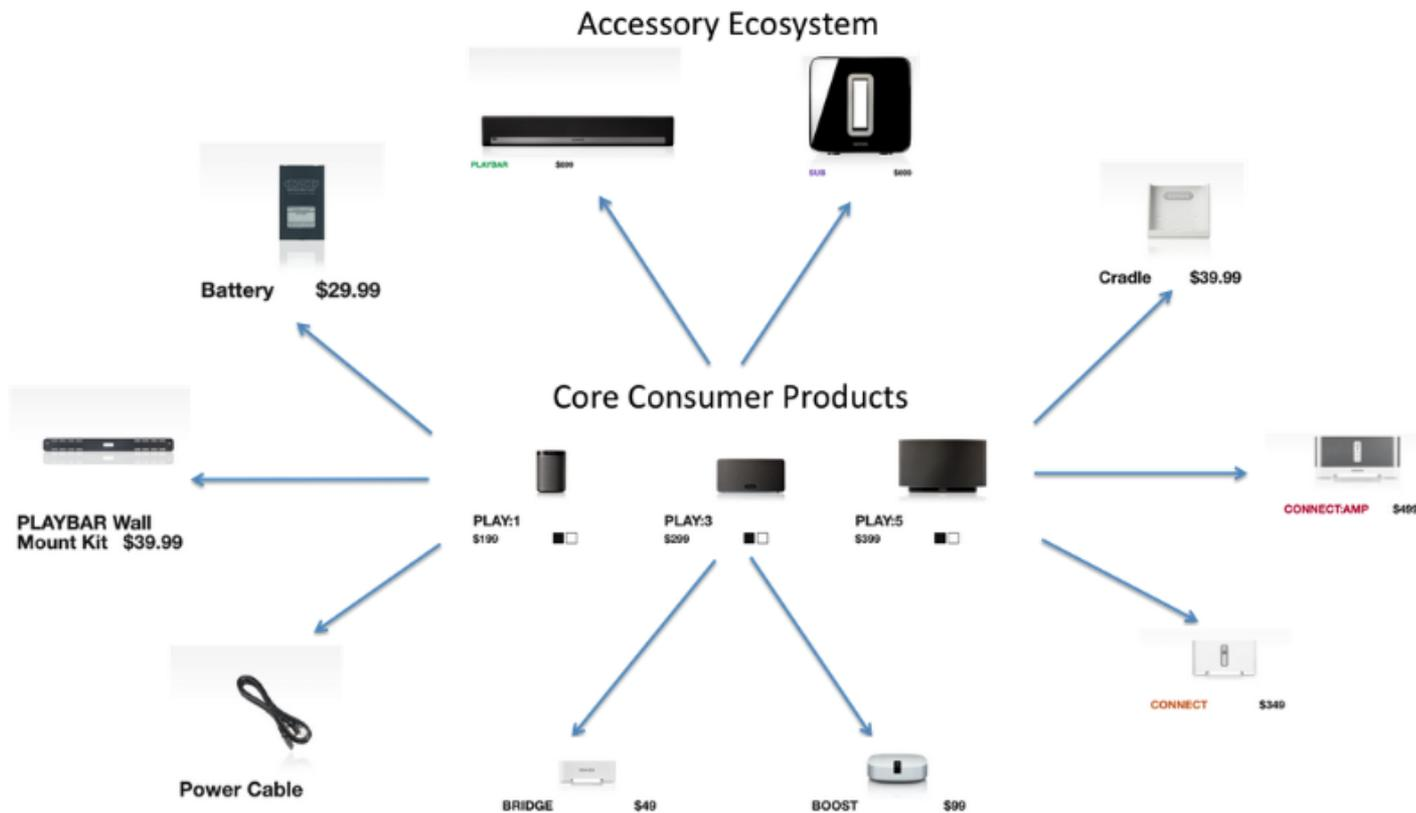 Accessory Ecosystem
PLAYBAR $699
SUB $699
Battery $29.99
Cradle $39.99
Core Consumer Products
PLAYBAR Wall
Mount Kit $39.99
PLAY:1
$199
PLAY:3
$299
PLAY:5
$399
CONNECT:AMP $499
CONNECT $349
Power Cable
BRIDGE $49
BOOST $99